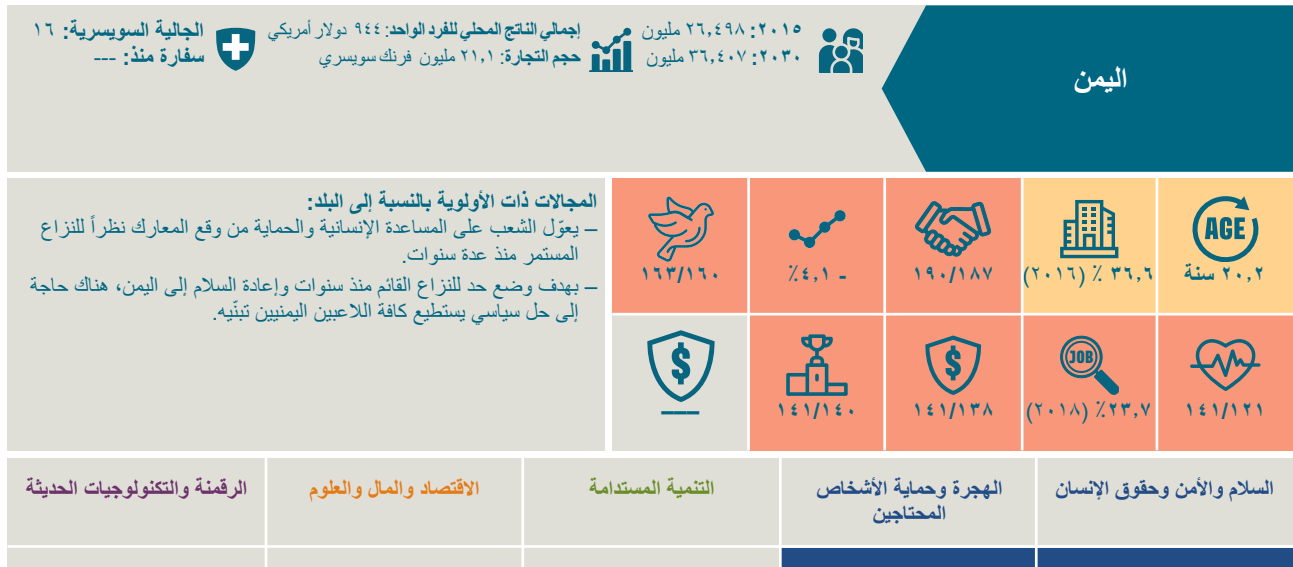 اليمن
٢٠١٥: ٢٦,٤٩٨ مليون
٢٠٣٠: ٣٦,٤٠٧ مليون
إجمالي الناتج المحلي للفرد الواحد: ٩٤٤ دولار أمريكي
حجم التجارة: ٢١,١ مليون فرنك سويسري
الجالية السويسرية: ١٦
سفارة منذ: ---
AGE
٢٠.٢ سنة
٣٦,٦ ٪ (٢٠١٦)
١٩٠/١٨٧
- ٤,١٪
١٦٣/١٦٠
المجالات ذات الأولوية بالنسبة إلى البلد:
– يعوّل الشعب على المساعدة الإنسانية والحماية من وقع المعارك نظراً للنزاع
المستمر منذ عدة سنوات.
– بهدف وضع حد للنزاع القائم منذ سنوات وإعادة السلام إلى اليمن، هناك حاجة
إلى حل سياسي يستطيع كافة اللاعبين اليمنيين تبنّيه.
١٤١/١٢١
JOB
٢٣,٧٪ (٢٠١٨)
$
١٤١/١٣٨
١٤١/١٤٠
$
---
السلام والأمن وحقوق الإنسان
الهجرة وحماية الأشخاص
المحتاجين
التنمية المستدامة
الاقتصاد والمال والعلوم
الرقمنة والتكنولوجيات الحديثة